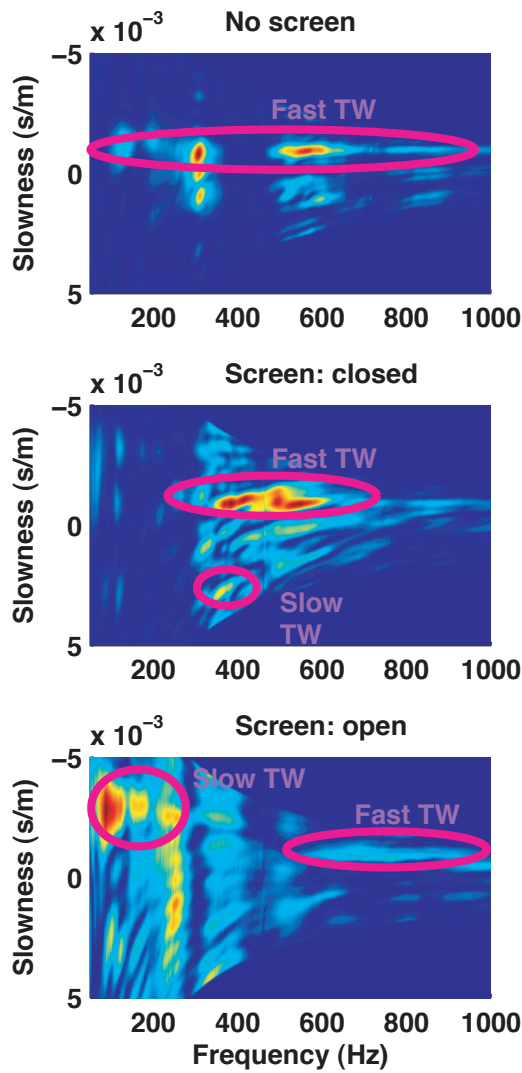 x 10⁻³ No screen
-5
Fast TW
0
5
Slowness (s/m)
200 400 600 800 1000
x 10⁻³ Screen: closed
-5
Fast TW
0
Slow
TW
5
Slowness (s/m)
200 400 600 800 1000
x 10⁻³ Screen: open
-5
Slow TW
Fast TW
0
5
Slowness (s/m)
200 400 600 800 1000
Frequency (Hz)